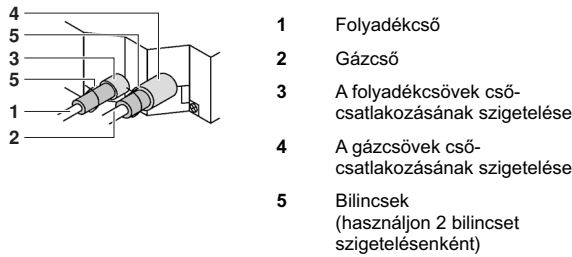 4
5
3
5
1
2
1 Folyadékcső
2 Gázcső
3 A folyadékcsövek cső-
csatlakozásának szigetelése
4 A gázcsövek cső-
csatlakozásának szigetelése
5 Bilincsek
(használjon 2 bilincset
szigetelésenként)